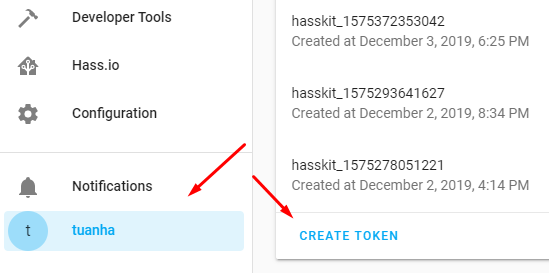 Developer Tools
Hass.io
Configuration
Notifications
t
tuanha
hasskit_1575372353042
Created at December 3, 2019, 6:25 PM
hasskit_1575293641627
Created at December 2, 2019, 8:34 PM
hasskit_1575278051221
Created at December 2, 2019, 4:14 PM
CREATE TOKEN